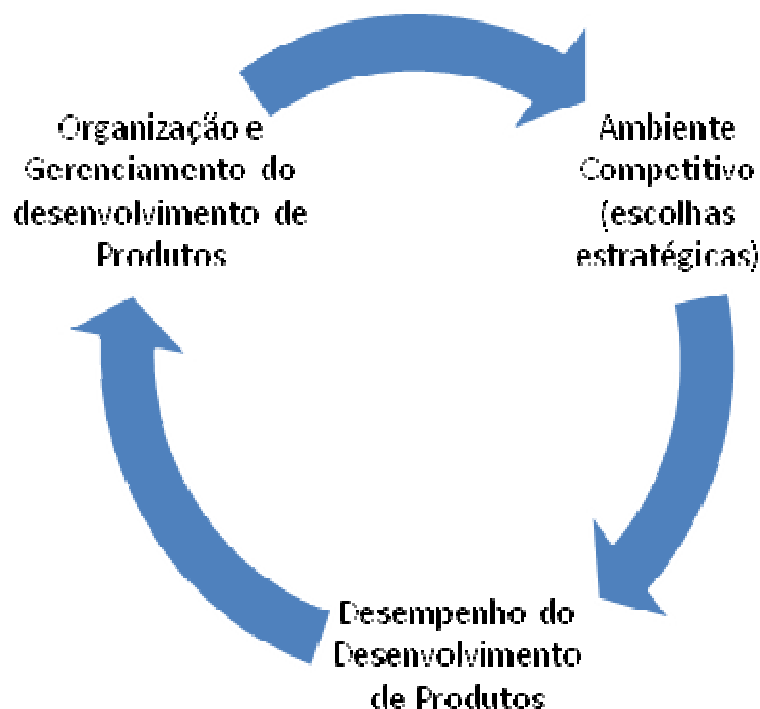 Organização e
Gerenciamento do
desenvolvimento de
Produtos
Ambiente
Competitivo
(escolhas
estratégicas)
Desempenho do
Desenvolvimento
de Produtos